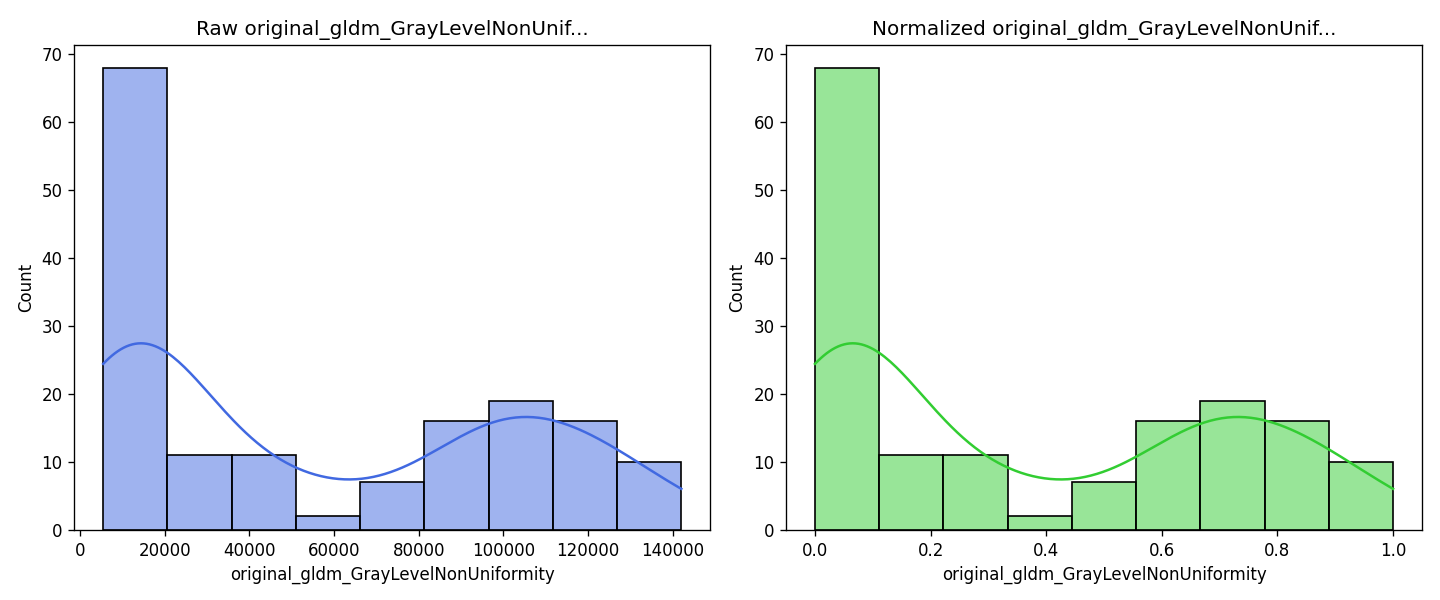 Raw original_gldm_GrayLevelNonUnif...
Count
70
60
50
40
30
20
10
0
0 20000 40000 60000 80000 100000 120000 140000
original_gldm_GrayLevelNonUniformity
Normalized original_gldm_GrayLevelNonUnif...
Count
70
60
50
40
30
20
10
0
0.0 0.2 0.4 0.6 0.8 1.0
original_gldm_GrayLevelNonUniformity